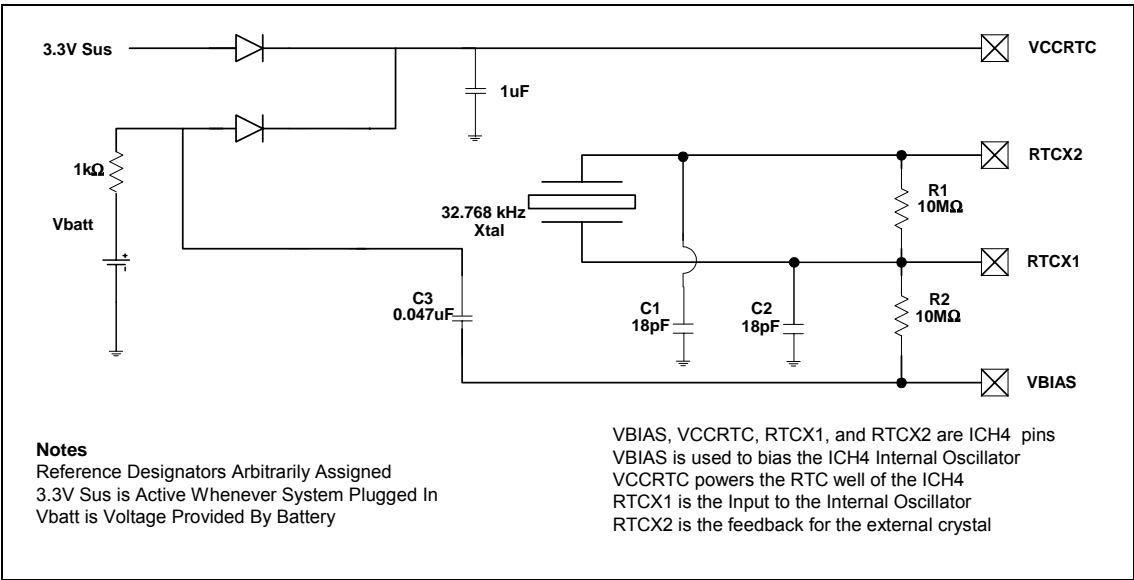 3.3V Sus
VCCRTC
1uF
1kΩ
RTCX2
Vbatt
32.768 kHz
Xtal
R1
10MΩ
+
-
RTCX1
C3
0.047uF
C1
18pF
C2
18pF
R2
10MΩ
VBIAS
Notes
Reference Designators Arbitrarily Assigned
3.3V Sus is Active Whenever System Plugged In
Vbatt is Voltage Provided By Battery
VBIAS, VCCRTC, RTCX1, and RTCX2 are ICH4 pins
VBIAS is used to bias the ICH4 Internal Oscillator
VCCRTC powers the RTC well of the ICH4
RTCX1 is the Input to the Internal Oscillator
RTCX2 is the feedback for the external crystal